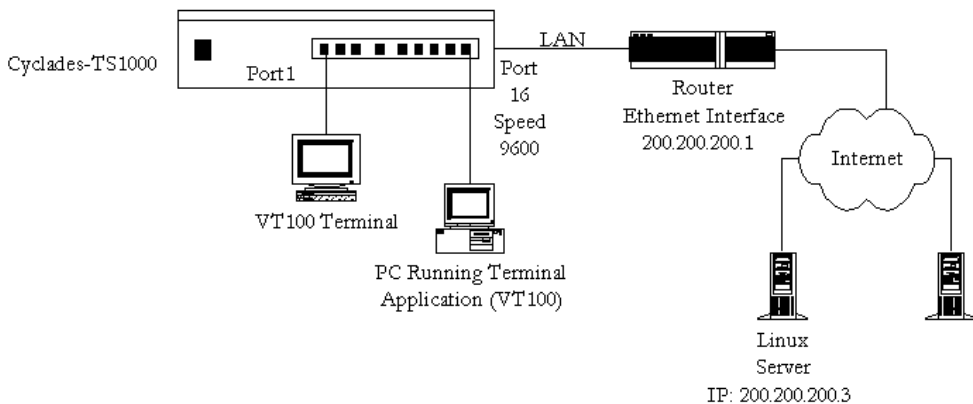 Cyclades-TS1000
Port1
VT100 Terminal
PC Running Terminal
Application (VT100)
Port
16
Speed
9600
LAN
Router
Ethernet Interface
200.200.200.1
Internet
Linux
Server
IP: 200.200.200.3